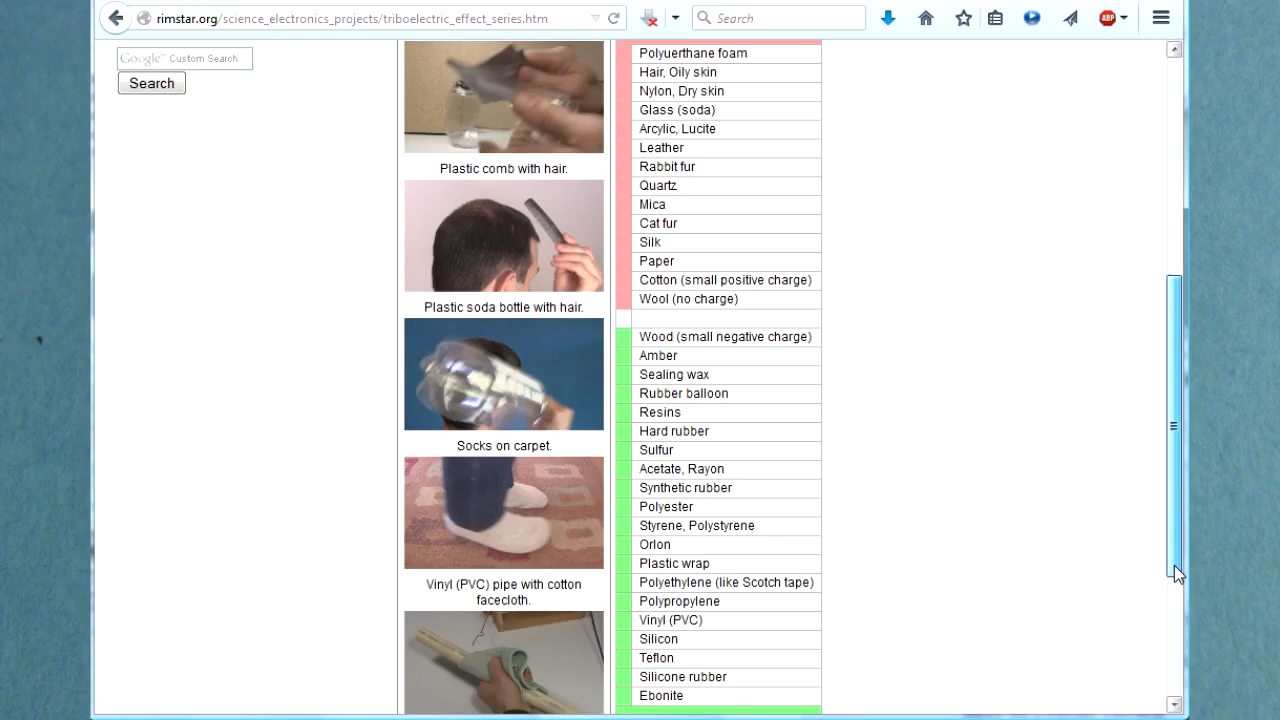 rimstar.org/science_electronics_projects/triboelectric_effect_series.htm
Search
ABP
Google™ Custom Search
Search
Plastic comb with hair.
Plastic soda bottle with hair.
Socks on carpet.
Vinyl (PVC) pipe with cotton
facecloth.
Polyuerthane foam
Hair, Oily skin
Nylon, Dry skin
Glass (soda)
Arcylic, Lucite
Leather
Rabbit fur
Quartz
Mica
Cat fur
Silk
Paper
Cotton (small positive charge)
Wool (no charge)
Wood (small negative charge)
Amber
Sealing wax
Rubber balloon
Resins
Hard rubber
Sulfur
Acetate, Rayon
Synthetic rubber
Polyester
Styrene, Polystyrene
Orlon
Plastic wrap
Polyethylene (like Scotch tape)
Polypropylene
Vinyl (PVC)
Silicon
Teflon
Silicone rubber
Ebonite